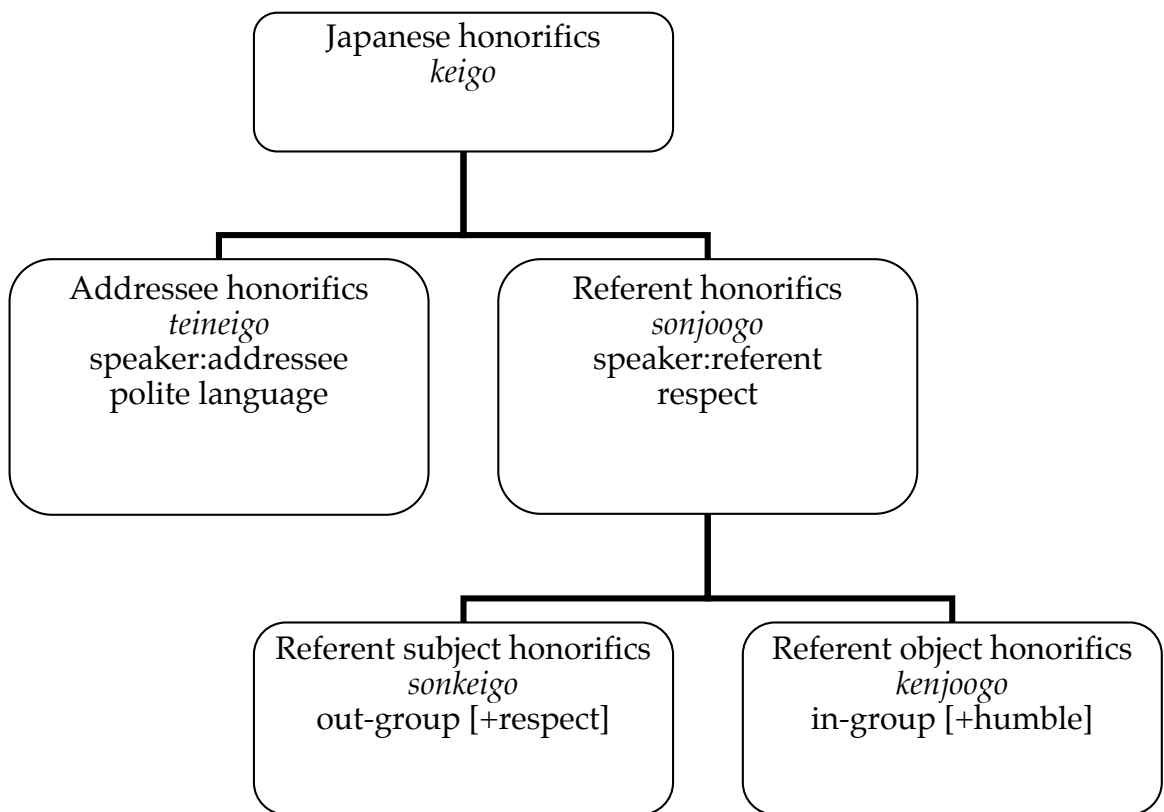 Japanese honorifics
keigo
Addressee honorifics
teineigo
speaker:addressee
polite language
Referent honorifics
sonjoogo
speaker:referent
respect
Referent subject honorifics
sonkeigo
out-group [+respect]
Referent object honorifics
kenjoogo
in-group [+humble]